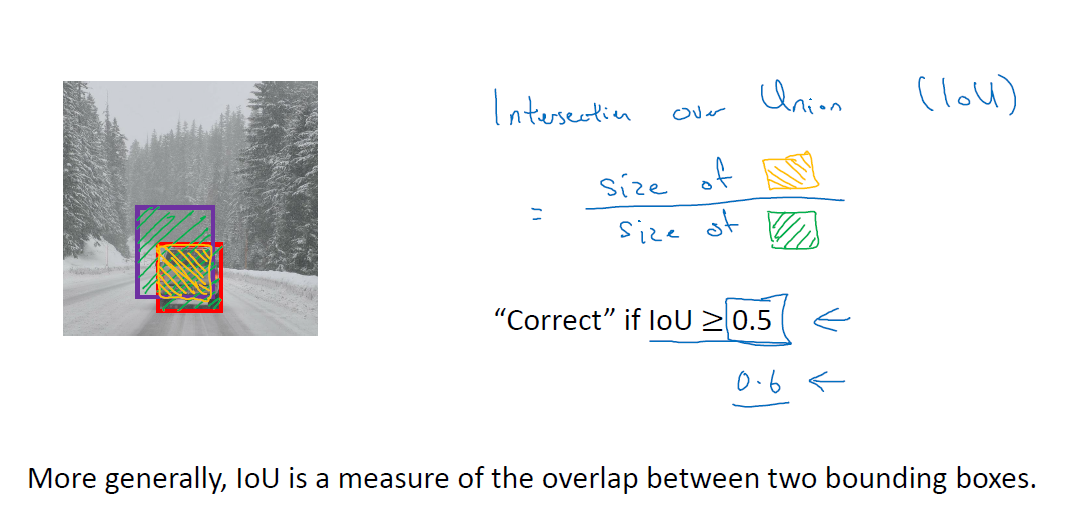 Intersection over Union (IoU)
= size of
size of
"Correct" if IoU ≥ 0.5 ←
0.6 ←
More generally, IoU is a measure of the overlap between two bounding boxes.